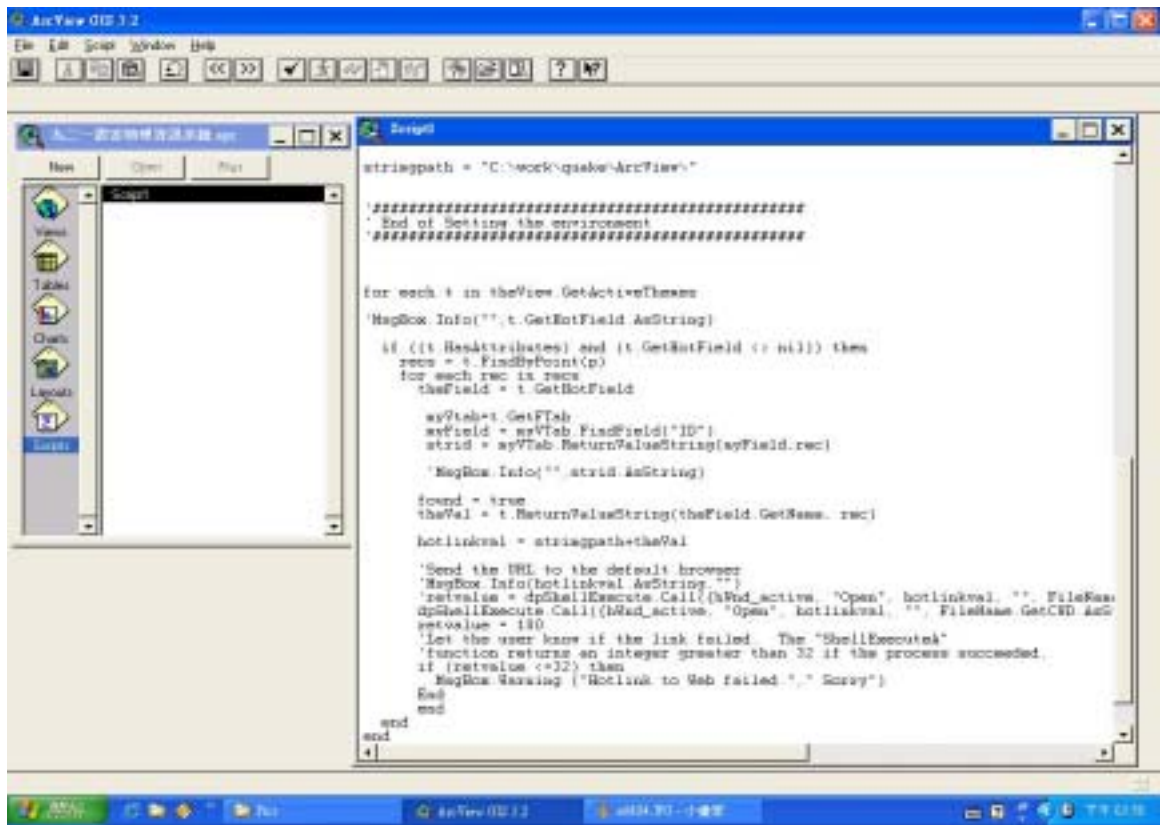 ArcView GIS 3.2
File Edit Script Window Help
Script1
New Open Run
Script1
Views
Tables
Charts
Layouts
Scripts
stringpath = "C:\work\quake\ArcView\"
'################################################
' End of Setting the environment
'################################################
for each t in theView.GetActiveThemes
'MsgBox.Info("",t.GetHotField.AsString)
if ((t.HasAttributes) and (t.GetHotField <> nil)) then
recs = t.FindByPoint(p)
for each rec in recs
theField = t.GetHotField
myVtab=t.GetFTab
myField = myVTab.FindField("ID")
strid = myVTab.ReturnValueString(myField,rec)
'MsgBox.Info("",strid.AsString)
found = true
theVal = t.ReturnValueString(theField.GetName, rec)
hotlinkval = stringpath+theVal
'Send the URL to the default browser
'MsgBox.Info(hotlinkval.AsString,"")
'retvalue = dpShellExecute.Call({hWnd_active, "Open", hotlinkval, "", FileName
dpShellExecute.Call({hWnd_active, "Open", hotlinkval, "", FileName.GetCWD.AsS
retvalue = 180
'Let the user know if the link failed. The "ShellExecuteA"
'function returns an integer greater than 32 if the process succeeded.
if (retvalue <=32) then
MsgBox.Warning ("Hotlink to Web failed."," Sorry")
End
end
end
end
ArcView GIS 3.2